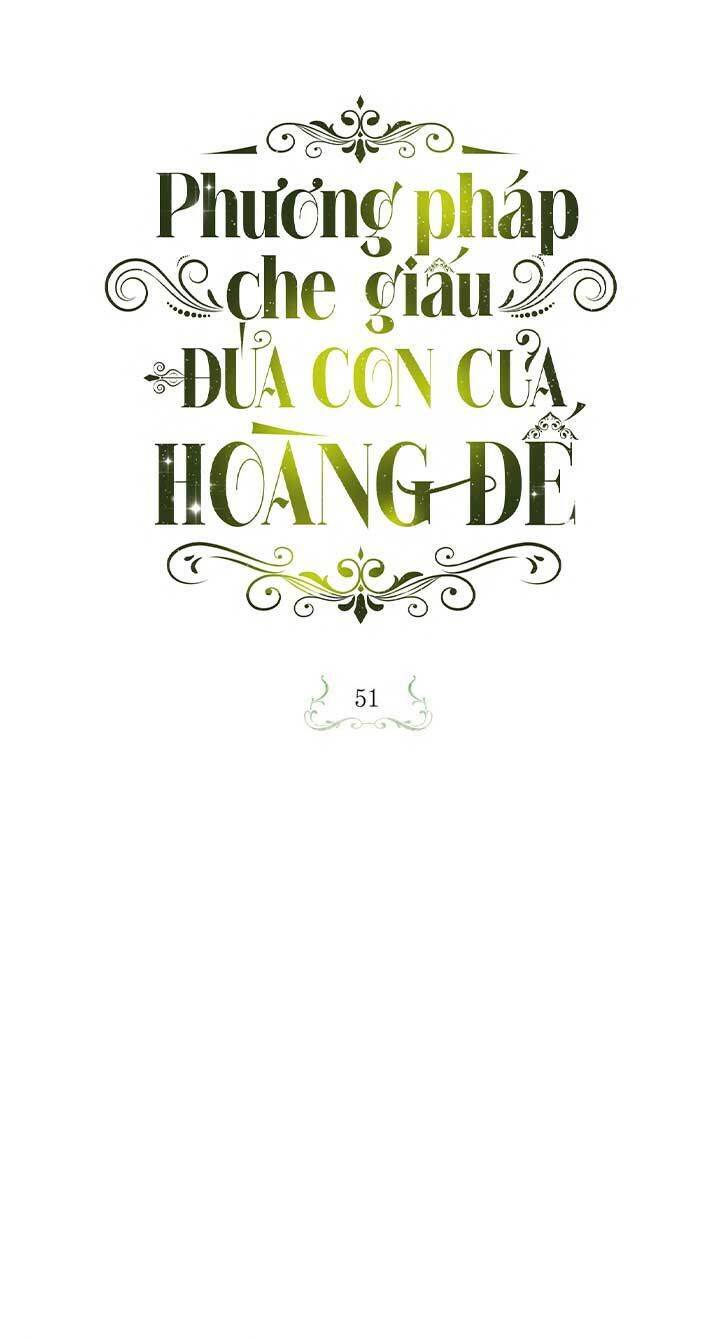 Phương pháp
che giấu
ĐỨA CON CỦA
HOÀNG ĐẾ
51